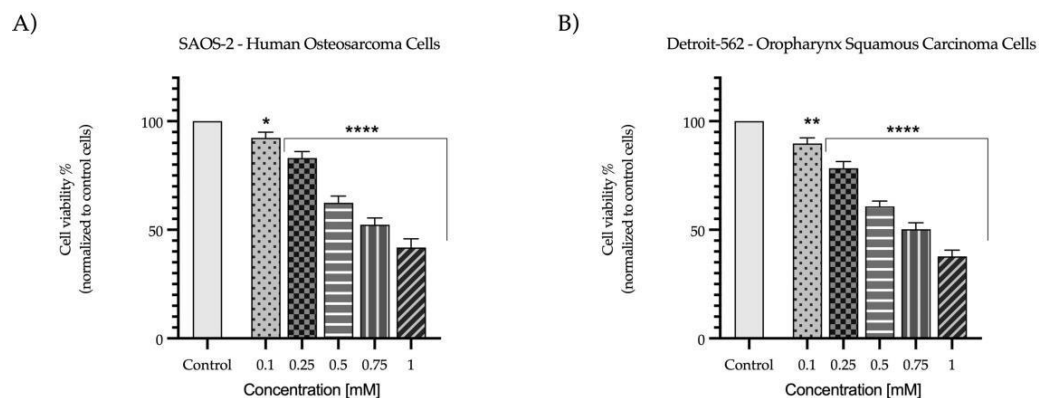 A)
SAOS-2 - Human Osteosarcoma Cells
Cell viability %
(normalized to control cells)
100
50
0
*
****
Control 0.1 0.25 0.5 0.75 1
Concentration [mM]
B)
Detroit-562 - Oropharynx Squamous Carcinoma Cells
Cell viability %
(normalized to control cells)
100
50
0
**
****
Control 0.1 0.25 0.5 0.75 1
Concentration [mM]